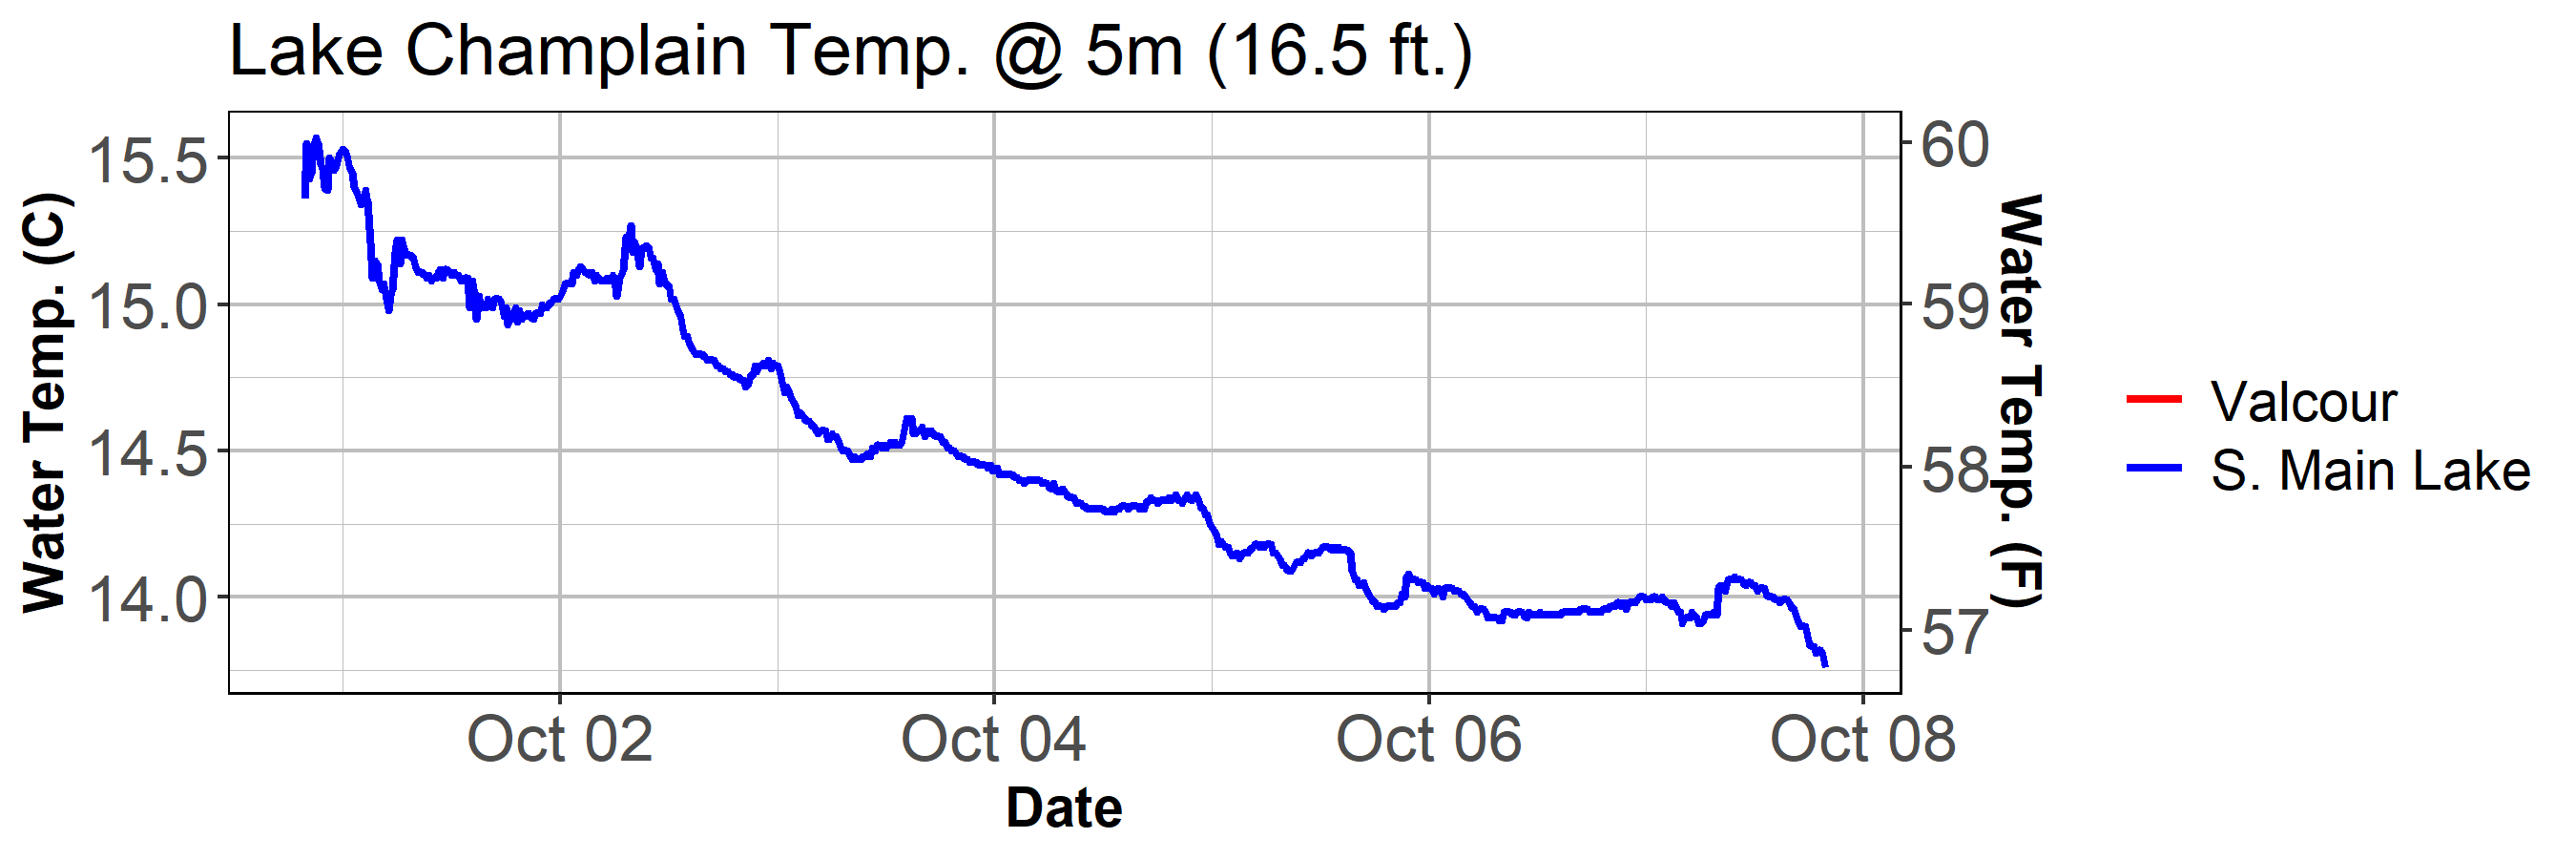 Lake Champlain Temp. @ 5m (16.5 ft.)
Water Temp. (C)
15.5
15.0
14.5
14.0
60
59
58
57
Water Temp. (F)
Oct 02
Oct 04
Oct 06
Oct 08
Date
Valcour
S. Main Lake